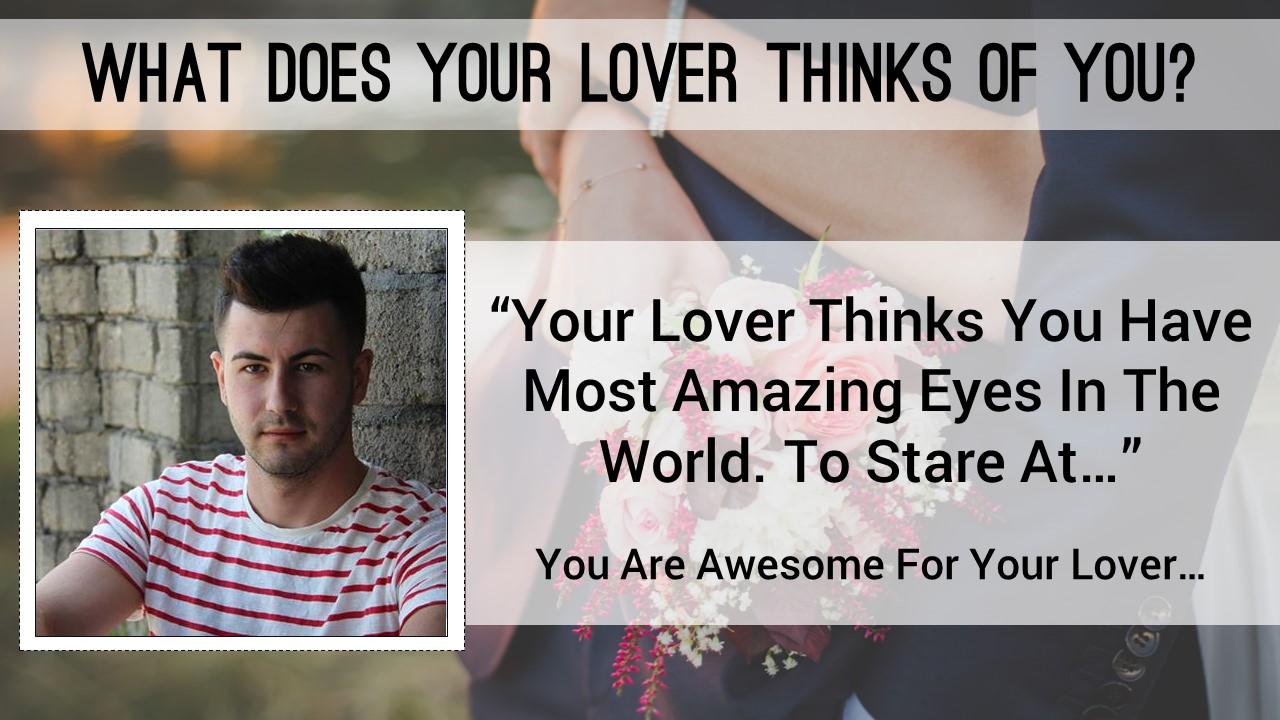 WHAT DOES YOUR LOVER THINKS OF YOU?
“Your Lover Thinks You Have
Most Amazing Eyes In The
World. To Stare At…”
You Are Awesome For Your Lover…